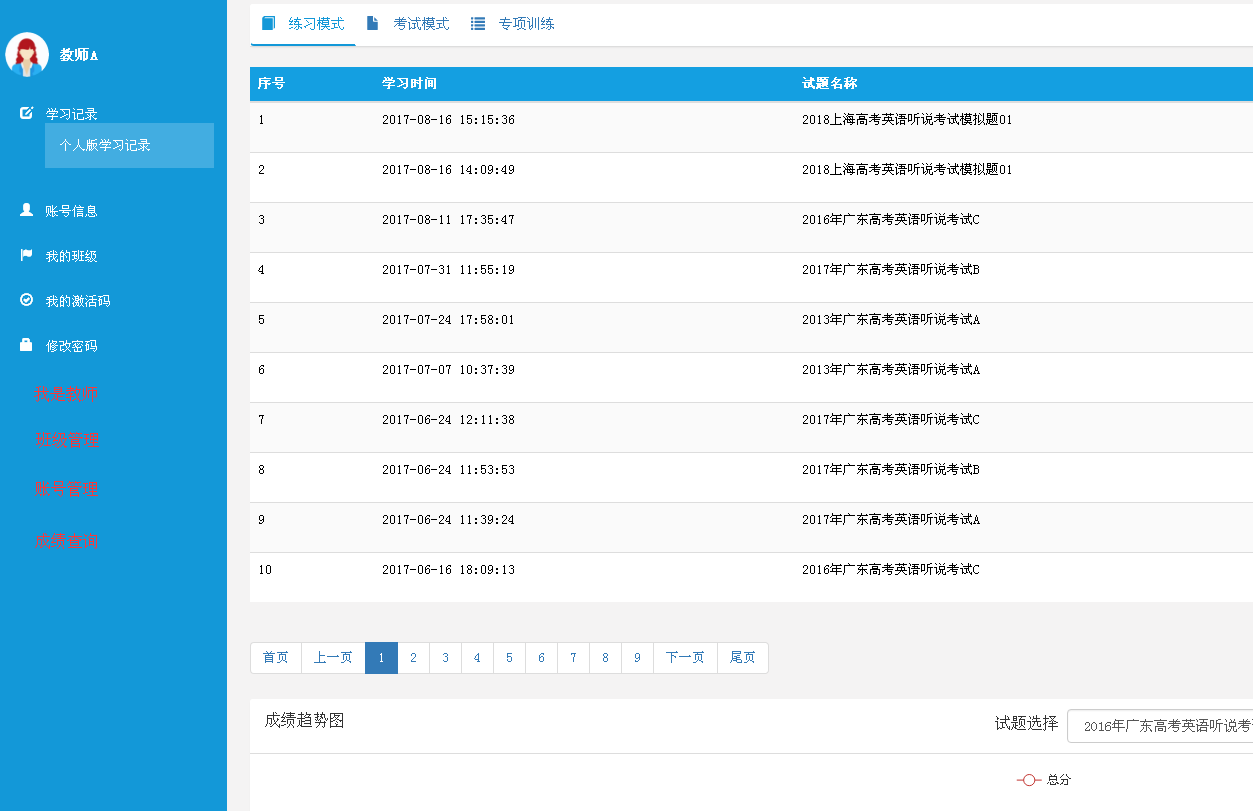 教师A
学习记录
个人版学习记录
账号信息
我的班级
我的激活码
修改密码
我是教师
班级管理
账号管理
成绩查询
练习模式 考试模式 专项训练
序号 学习时间 试题名称
1 2017-08-16 15:15:36 2018上海高考英语听说考试模拟题01
2 2017-08-16 14:09:49 2018上海高考英语听说考试模拟题01
3 2017-08-11 17:35:47 2016年广东高考英语听说考试C
4 2017-07-31 11:55:19 2017年广东高考英语听说考试B
5 2017-07-24 17:58:01 2013年广东高考英语听说考试A
6 2017-07-07 10:37:39 2013年广东高考英语听说考试A
7 2017-06-24 12:11:38 2017年广东高考英语听说考试C
8 2017-06-24 11:53:53 2017年广东高考英语听说考试B
9 2017-06-24 11:39:24 2017年广东高考英语听说考试A
10 2017-06-16 18:09:13 2016年广东高考英语听说考试C
首页 上一页 1 2 3 4 5 6 7 8 9 下一页 尾页
成绩趋势图 试题选择 2016年广东高考英语听说考
总分